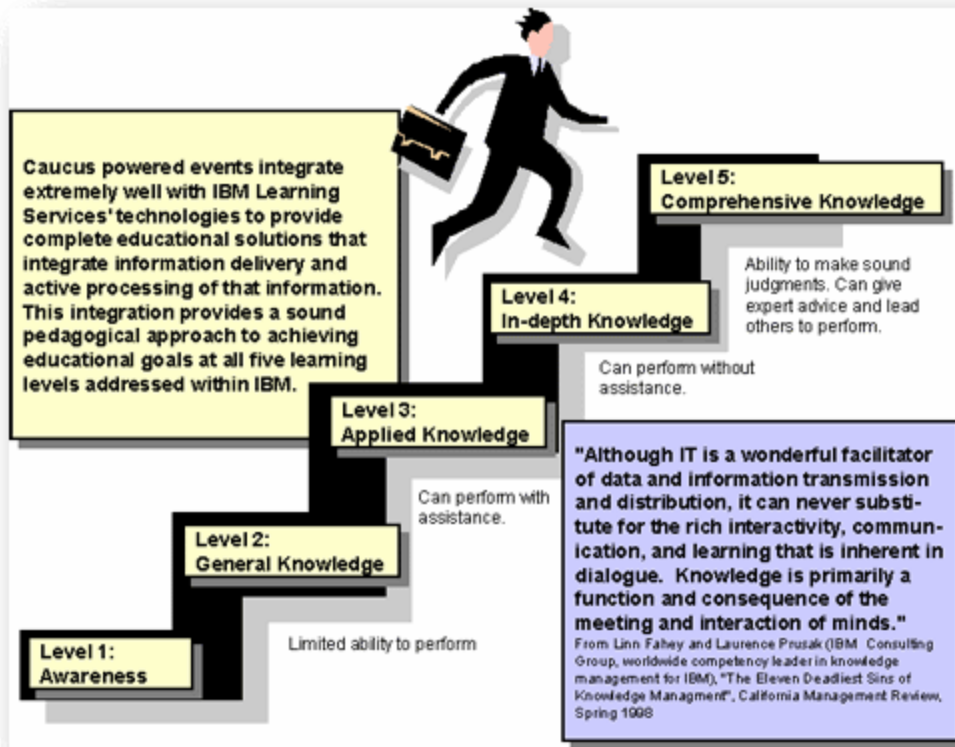 Caucus powered events integrate
extremely well with IBM Learning
Services' technologies to provide
complete educational solutions that
integrate information delivery and
active processing of that information.
This integration provides a sound
pedagogical approach to achieving
educational goals at all five learning
levels addressed within IBM.
Level 5:
Comprehensive Knowledge
Ability to make sound
judgments. Can give
expert advice and lead
others to perform.
Level 4:
In-depth Knowledge
Can perform without
assistance.
Level 3:
Applied Knowledge
Can perform with
assistance.
Level 2:
General Knowledge
Limited ability to perform
Level 1:
Awareness
"Although IT is a wonderful facilitator
of data and information transmission
and distribution, it can never substi-
tute for the rich interactivity, commun-
ication, and learning that is inherent in
dialogue. Knowledge is primarily a
function and consequence of the
meeting and interaction of minds."
From Linn Fahey and Laurence Prusak (IBM Consulting
Group, worldwide competency leader in knowledge
management for IBM), "The Eleven Deadliest Sins of
Knowledge Managment", California Management Review,
Spring 1998